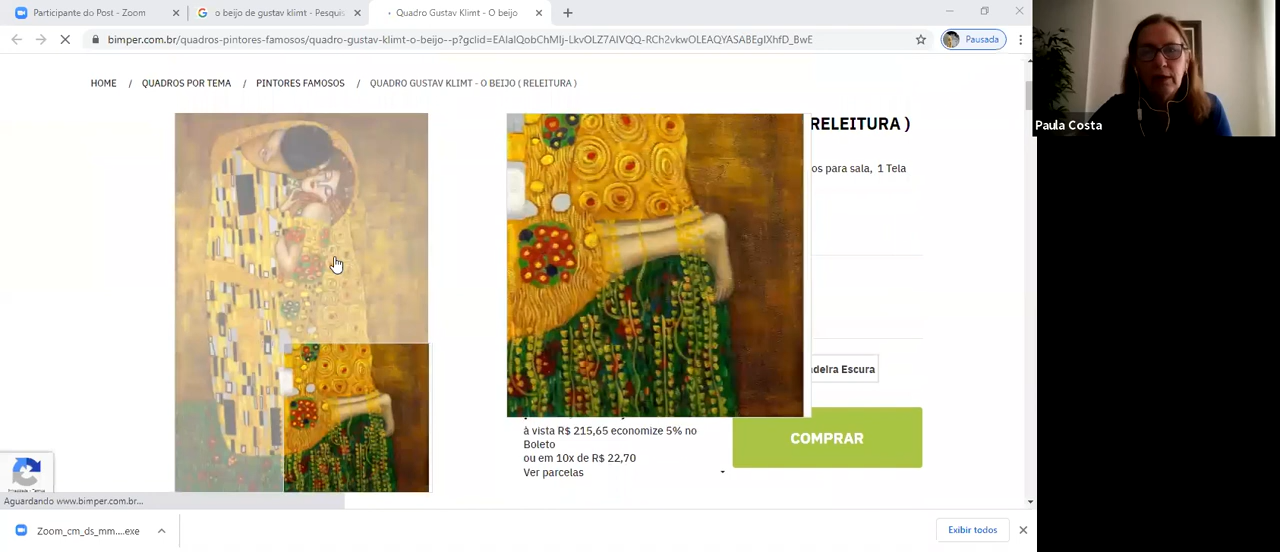 Participante do Post - Zoom
o beijo de gustav klimt - Pesquis
Quadro Gustav Klimt - O beijo
bimper.com.br/quadros-pintores-famosos/quadro-gustav-klimt-o-beijo--p?gclid=EAIaIQobChMIj-LkvOLZ7AIVQQ-RCh2vkwOLEAQYASABEgIXhfD_BwE
Pausada
HOME / QUADROS POR TEMA / PINTORES FAMOSOS / QUADRO GUSTAV KLIMT - O BEIJO ( RELEITURA )
RELEITURA )
os para sala, 1 Tela
deira Escura
à vista R$ 215,65 economize 5% no
Boleto
ou em 10x de R$ 22,70
Ver parcelas
COMPRAR
Aguardando www.bimper.com.br...
Zoom_cm_ds_mm....exe
Exibir todos
Paula Costa